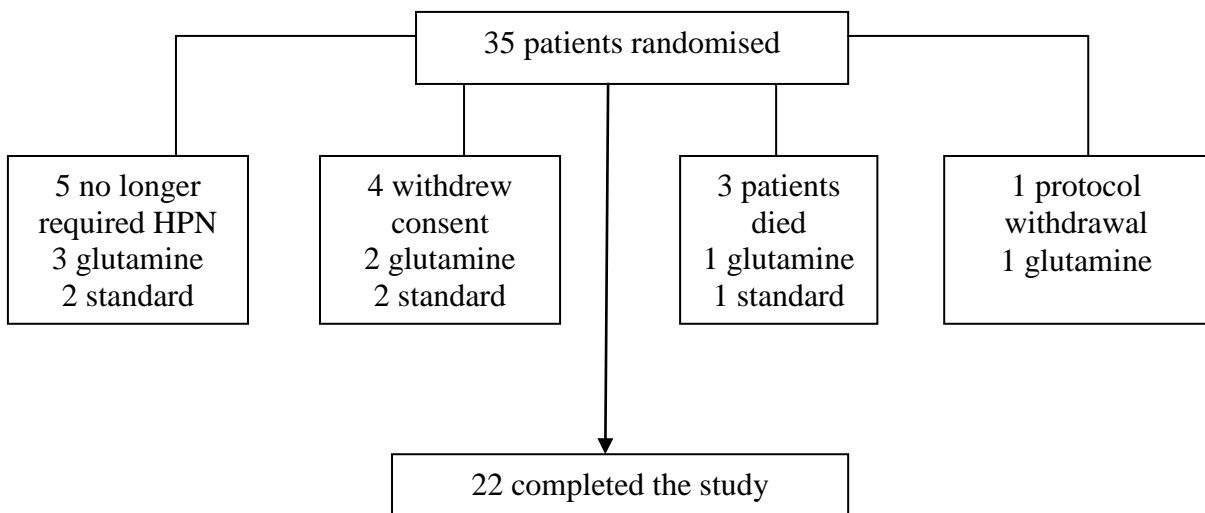 35 patients randomised
5 no longer
required HPN
3 glutamine
2 standard
4 withdrew
consent
2 glutamine
2 standard
3 patients
died
1 glutamine
1 standard
1 protocol
withdrawal
1 glutamine
22 completed the study